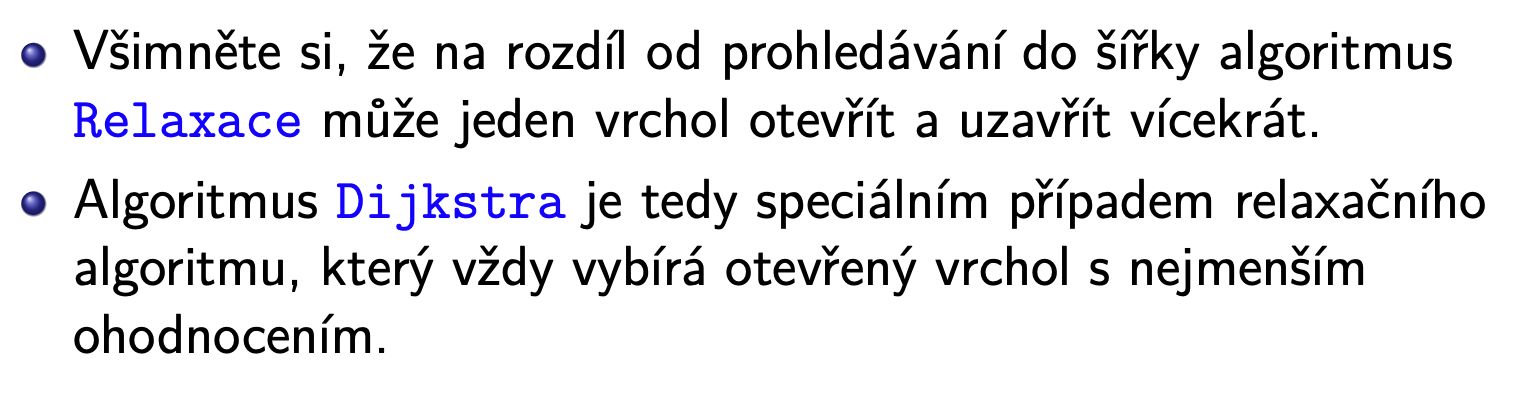 Všimněte si, že na rozdíl od prohledávání do šířky algoritmus
Relaxace může jeden vrchol otevřít a uzavřít vícekrát.
Algoritmus Dijkstra je tedy speciálním případem relaxačního
algoritmu, který vždy vybírá otevřený vrchol s nejmenším
ohodnocením.